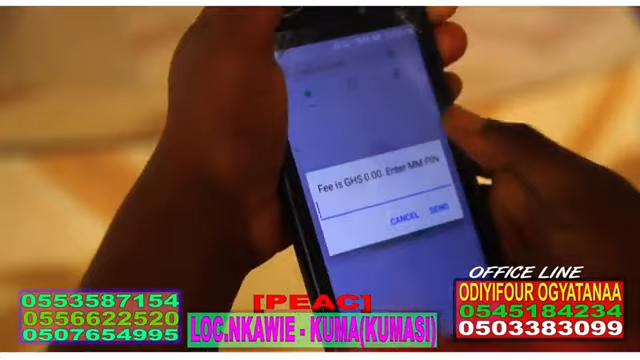 Fee is GHS 0.00. Enter MM PIN
CANCEL SEND
0553587154
0556622520
0507654995
[PEAC]
LOC.NKAWIE - KUMA(KUMASI)
OFFICE LINE
ODIYIFOUR OGYATANAA
0545184234
0503383099